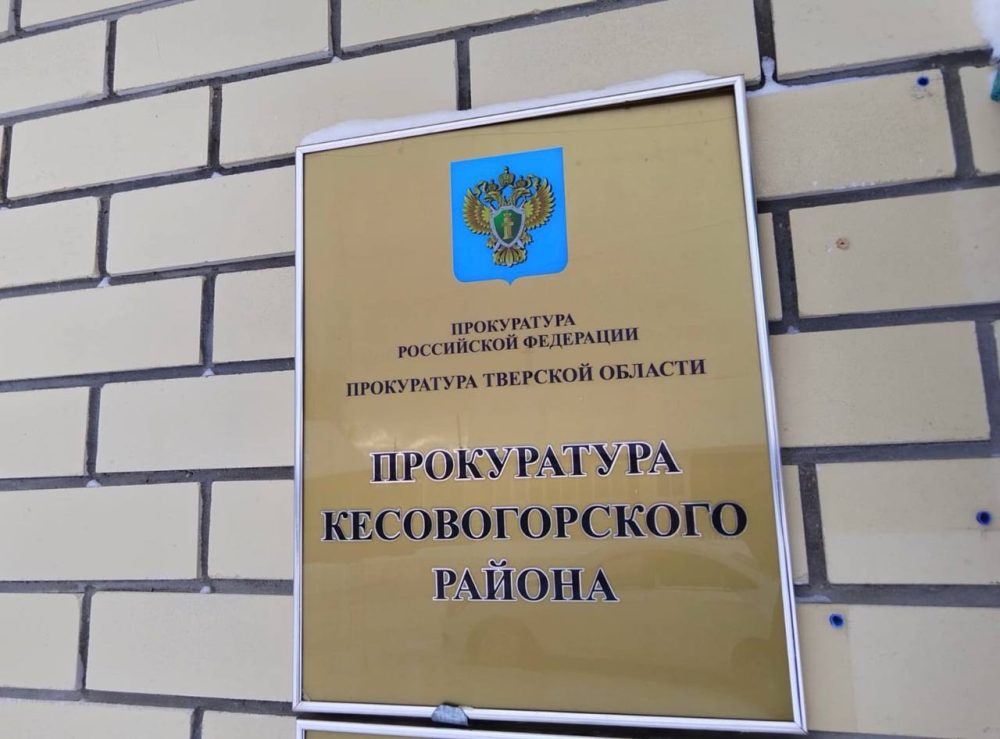 ПРОКУРАТУРА
РОССИЙСКОЙ ФЕДЕРАЦИИ
ПРОКУРАТУРА ТВЕРСКОЙ ОБЛАСТИ
ПРОКУРАТУРА
КЕСОВОГОРСКОГО
РАЙОНА